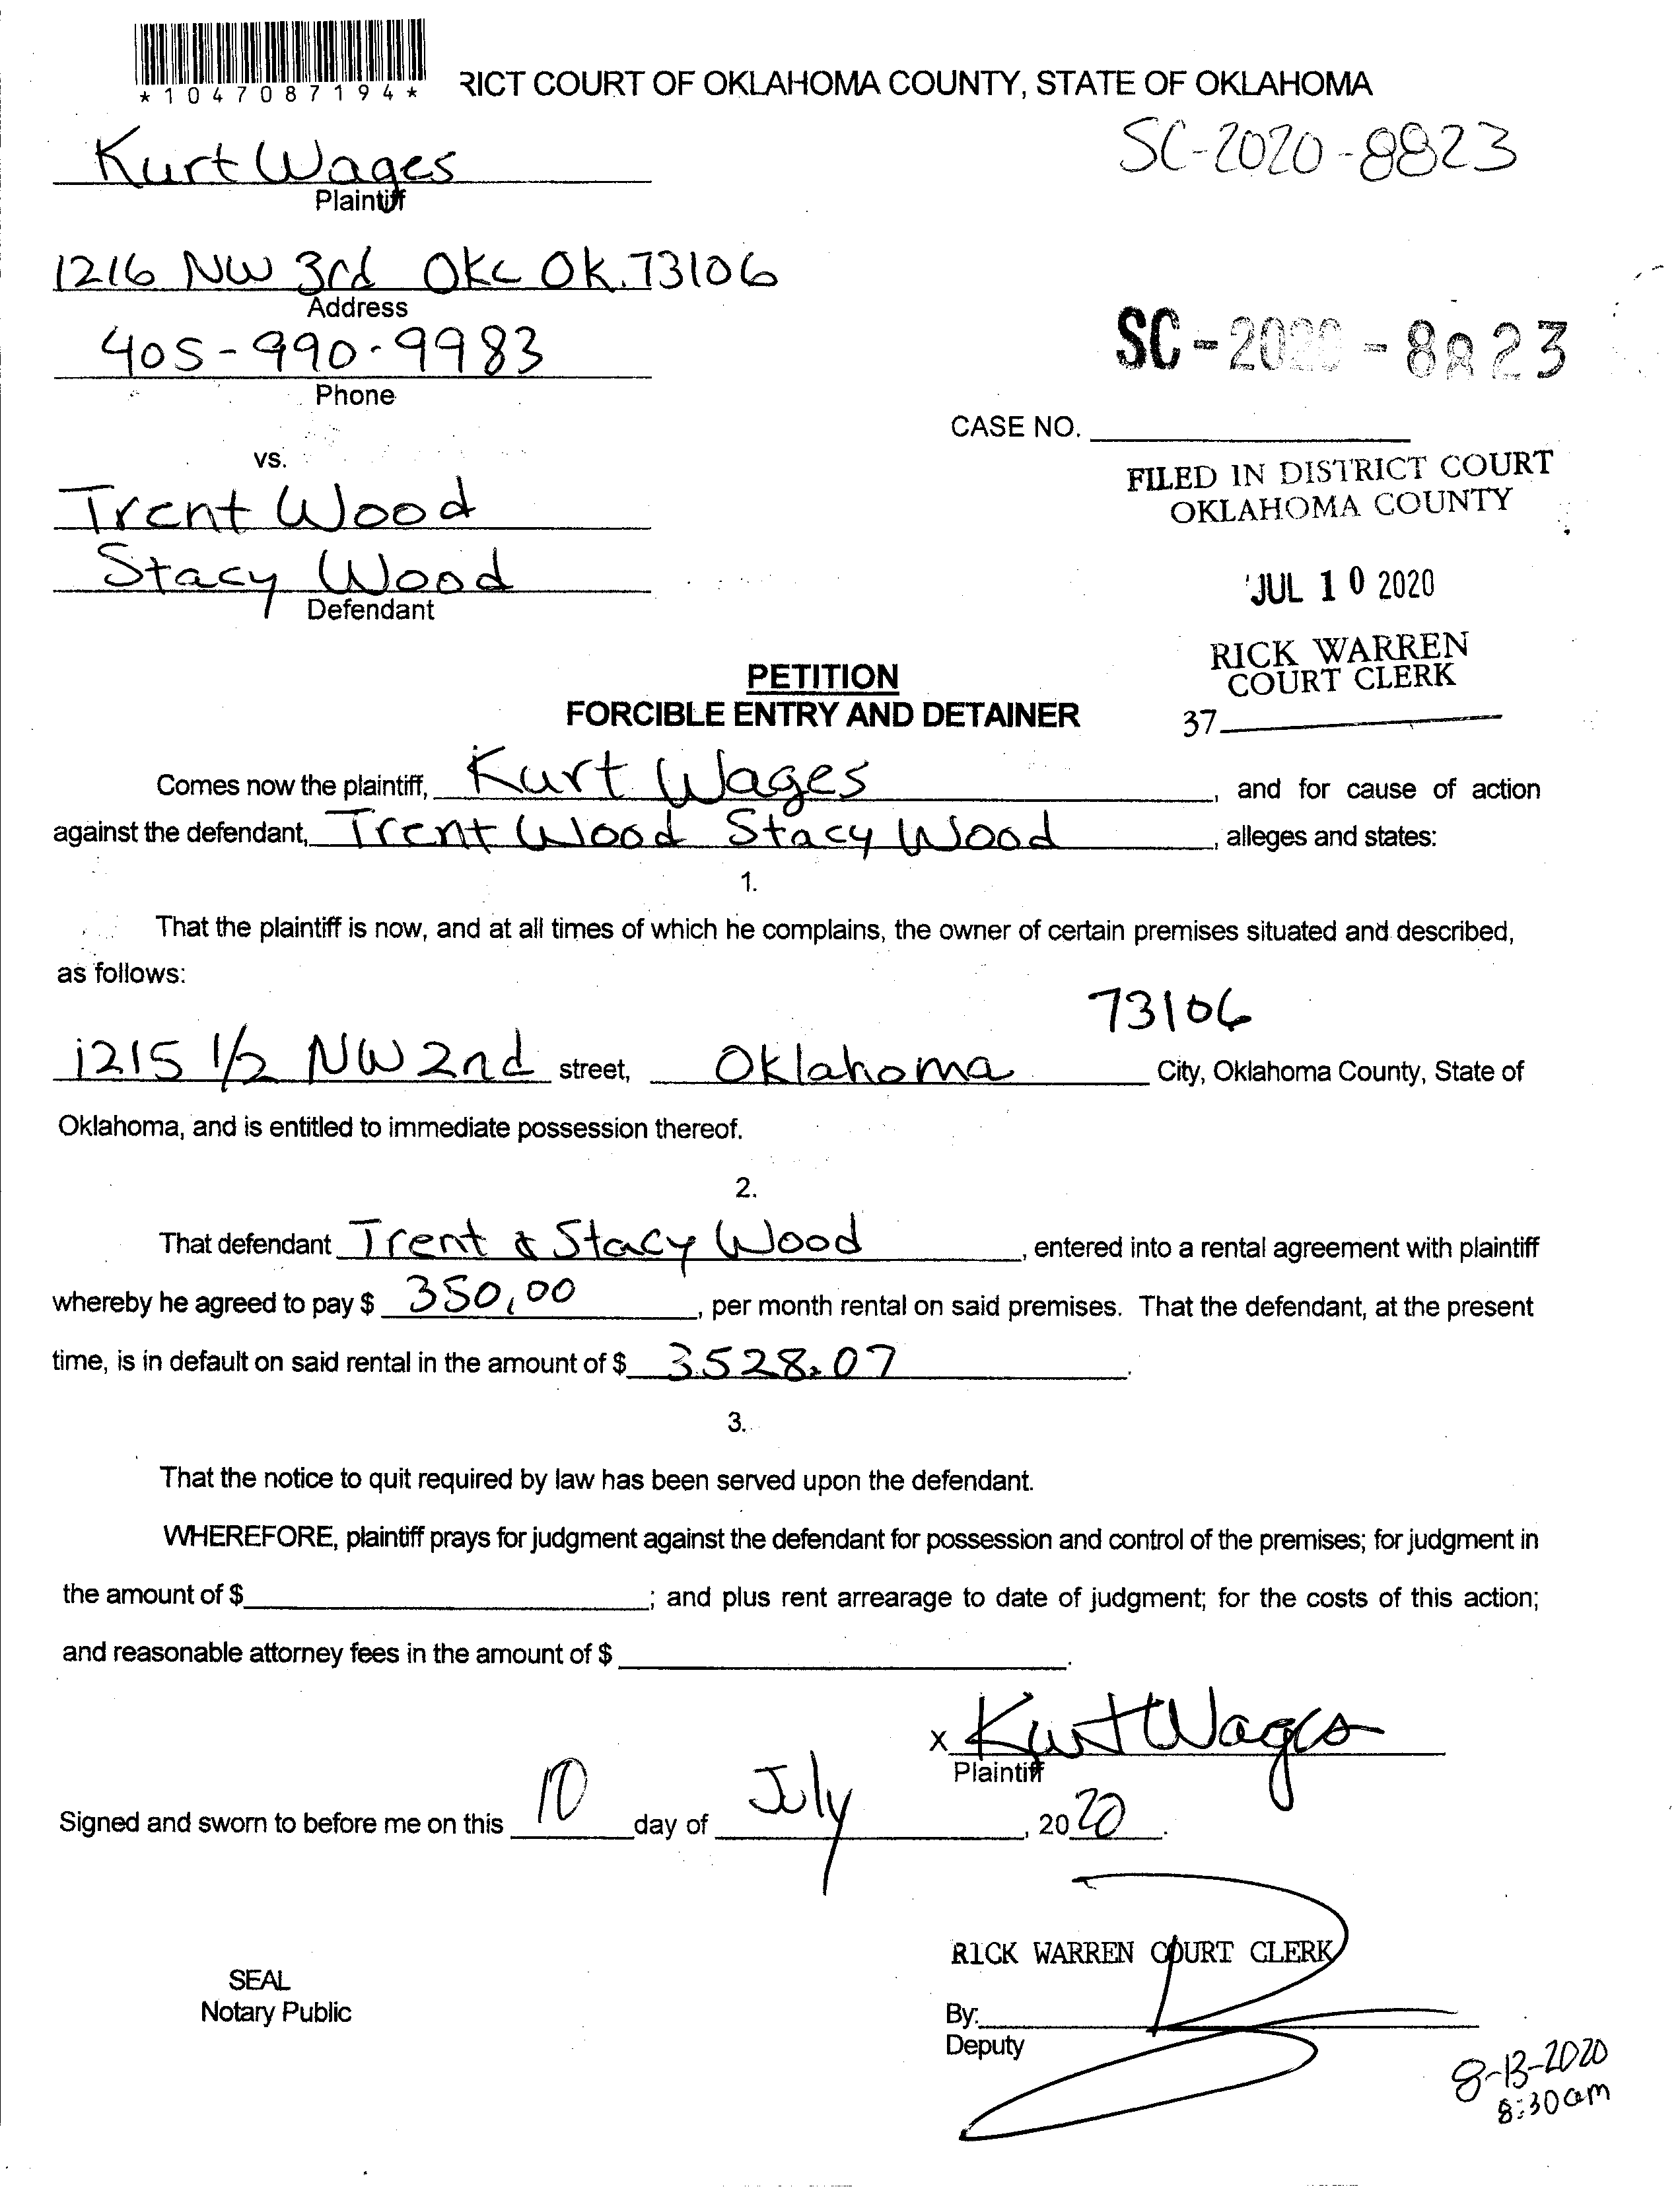 *1047087194*
RICT COURT OF OKLAHOMA COUNTY, STATE OF OKLAHOMA
Kurt Wages
Plaintiff
SC-2020-8823
1216 NW 3rd OKC OK. 73106
Address
405-990-9983
Phone
SC-2020-8823
CASE NO.
vs.
FILED IN DISTRICT COURT
OKLAHOMA COUNTY
Trent Wood
Stacy Wood
Defendant
JUL 10 2020
RICK WARREN
COURT CLERK
37
PETITION
FORCIBLE ENTRY AND DETAINER
Comes now the plaintiff, Kurt Wages, and for cause of action
against the defendant, Trent Wood Stacy Wood, alleges and states:
1.
That the plaintiff is now, and at all times of which he complains, the owner of certain premises situated and described,
as follows:
73106
1215 1/2 NW 2nd street, Oklahoma City, Oklahoma County, State of
Oklahoma, and is entitled to immediate possession thereof.
2.
That defendant Trent & Stacy Wood, entered into a rental agreement with plaintiff
whereby he agreed to pay $ 350.00, per month rental on said premises. That the defendant, at the present
time, is in default on said rental in the amount of $ 3528.07.
3.
That the notice to quit required by law has been served upon the defendant.
WHEREFORE, plaintiff prays for judgment against the defendant for possession and control of the premises; for judgment in
the amount of $; and plus rent arrearage to date of judgment; for the costs of this action;
and reasonable attorney fees in the amount of $.
x Kurt Wages
Plaintiff
Signed and sworn to before me on this 10 day of July, 2020.
RICK WARREN COURT CLERK
SEAL
Notary Public
By:
Deputy
8-13-2020
8:30am